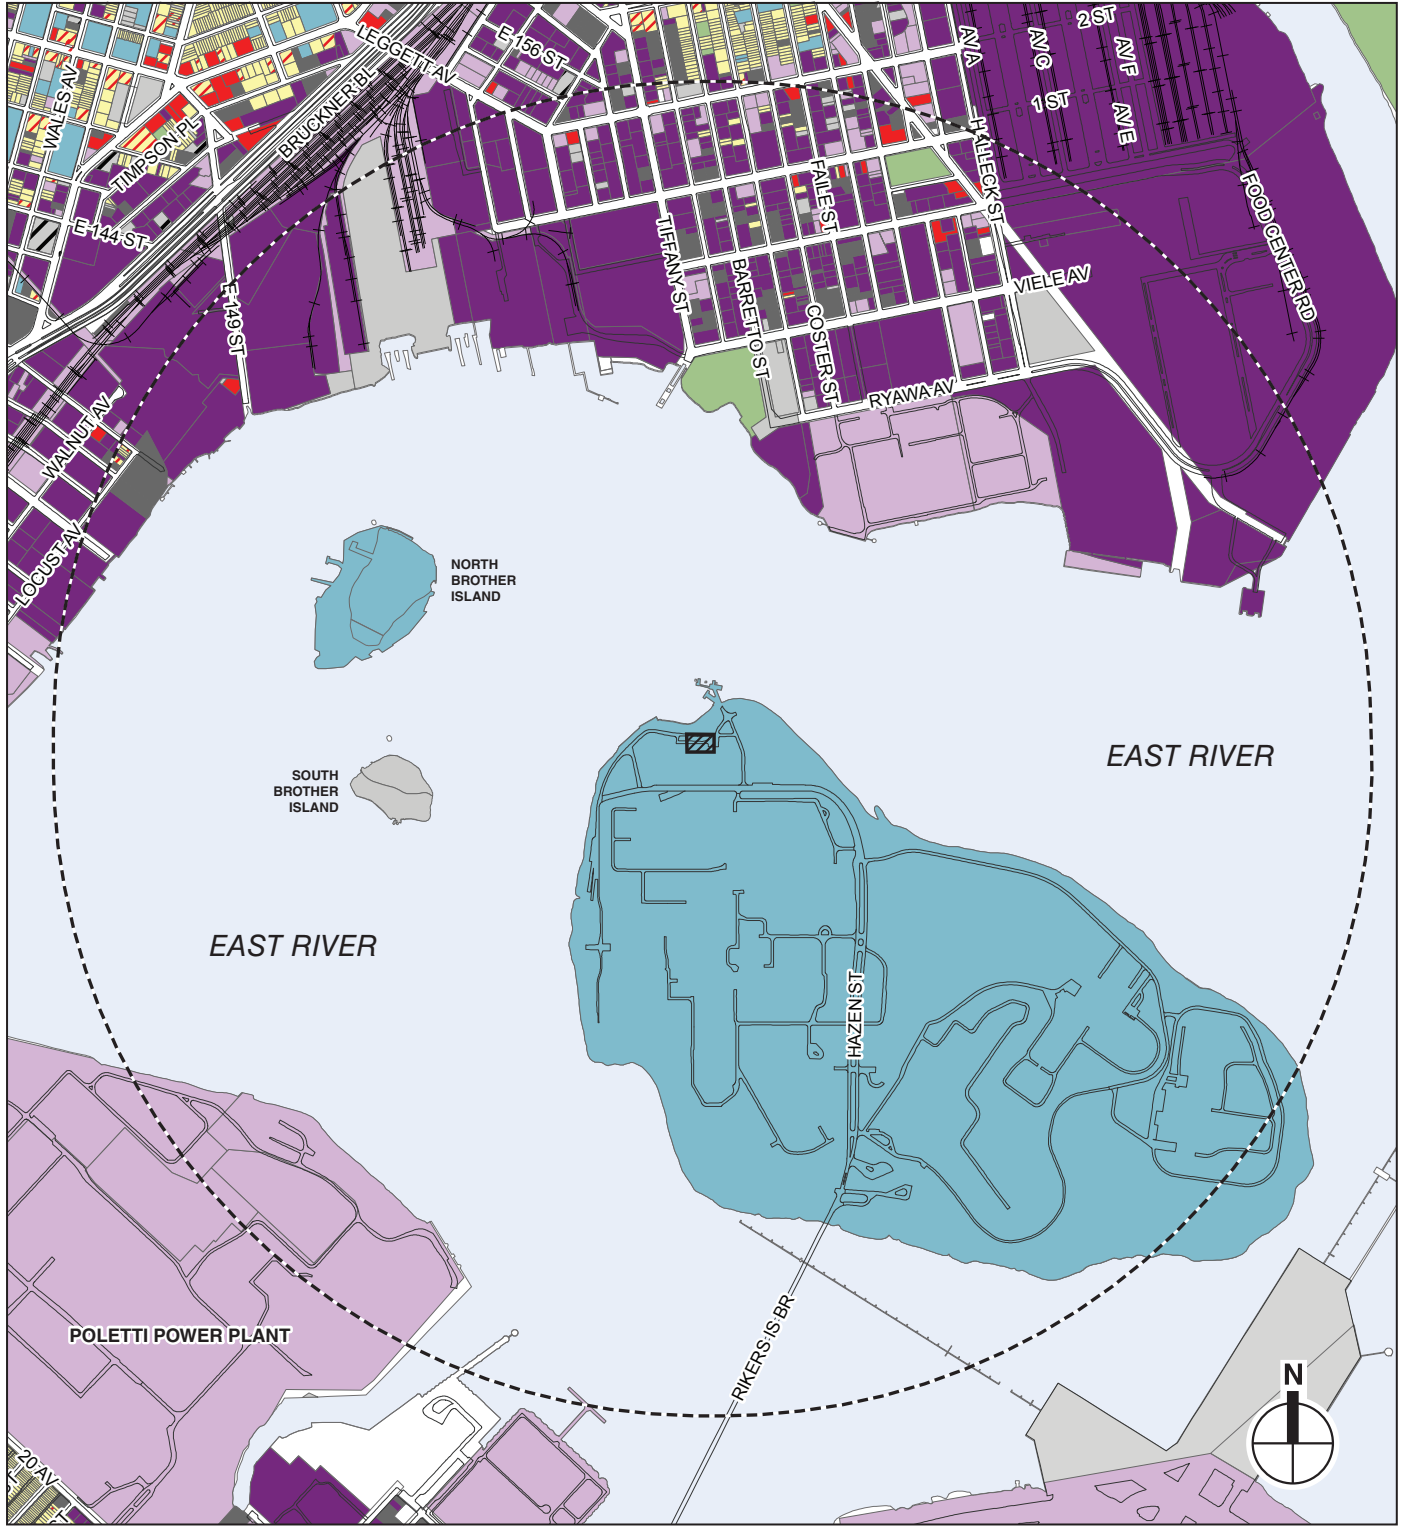 LEGGETT AV
E 156 ST
AV A
AV C
2 ST
AV F
1 ST
AV E
WALES AV
TIMPSON PL
BRUCKNER BL
E 144 ST
E 149 ST
HALLECK ST
FAILE ST
TIFFANY ST
BARRETTO ST
COSTER ST
VIELE AV
FOOD CENTER RD
RYAWA AV
WALNUT AV
LOCUST AV
NORTH
BROTHER
ISLAND
SOUTH
BROTHER
ISLAND
EAST RIVER
EAST RIVER
HAZEN ST
RIKERS IS BR
POLETTI POWER PLANT
N
20 AV